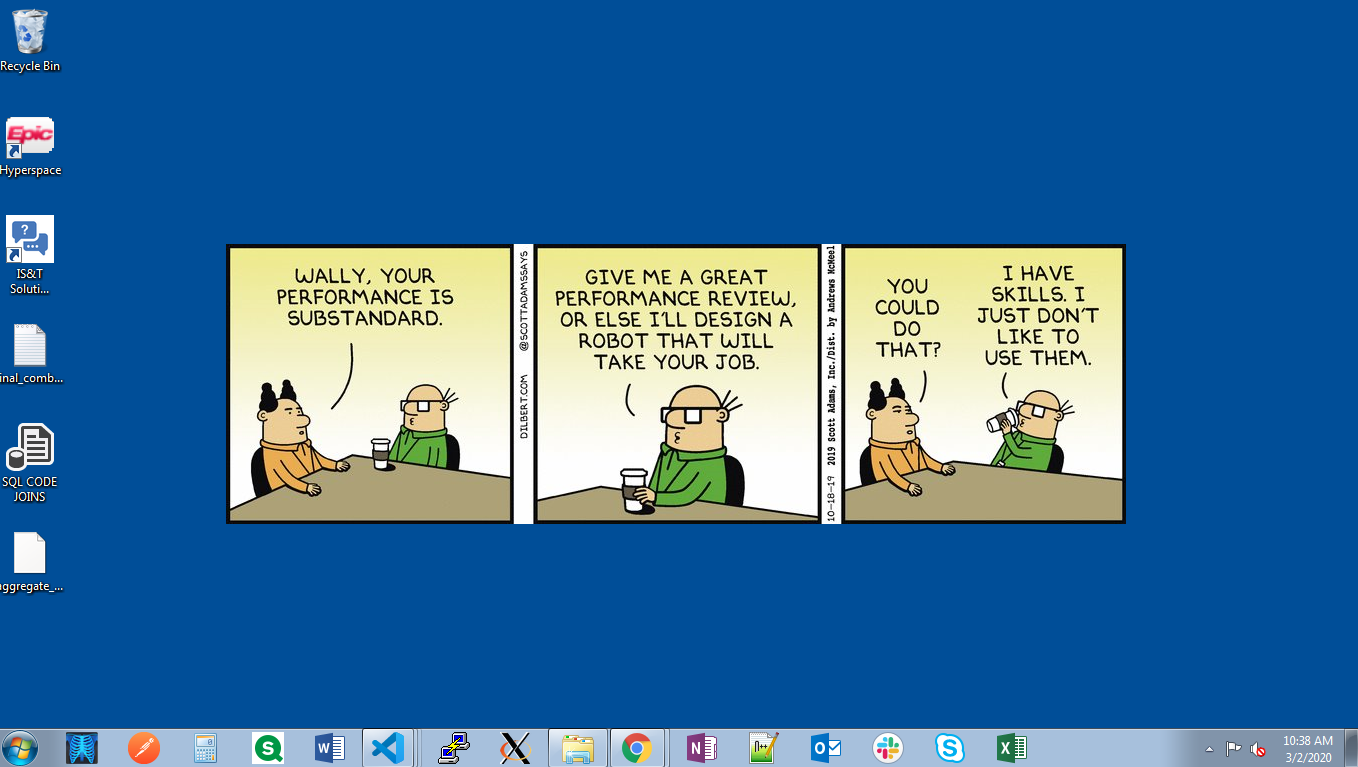 Recycle Bin
Epic
Hyperspace
?
IS&T
Soluti...
inal_comb...
SQL CODE
JOINS
aggregate_...
WALLY, YOUR
PERFORMANCE IS
SUBSTANDARD.
DILBERT.COM @SCOTTADAMSSAYS
GIVE ME A GREAT
PERFORMANCE REVIEW,
OR ELSE I'LL DESIGN A
ROBOT THAT WILL
TAKE YOUR JOB.
10-18-19 2019 Scott Adams, Inc./Dist. by Andrews McMeel
YOU
COULD
DO
THAT?
I HAVE
SKILLS. I
JUST DON'T
LIKE TO
USE THEM.
S
W
X
N
n++
O
S
X
10:38 AM
3/2/2020